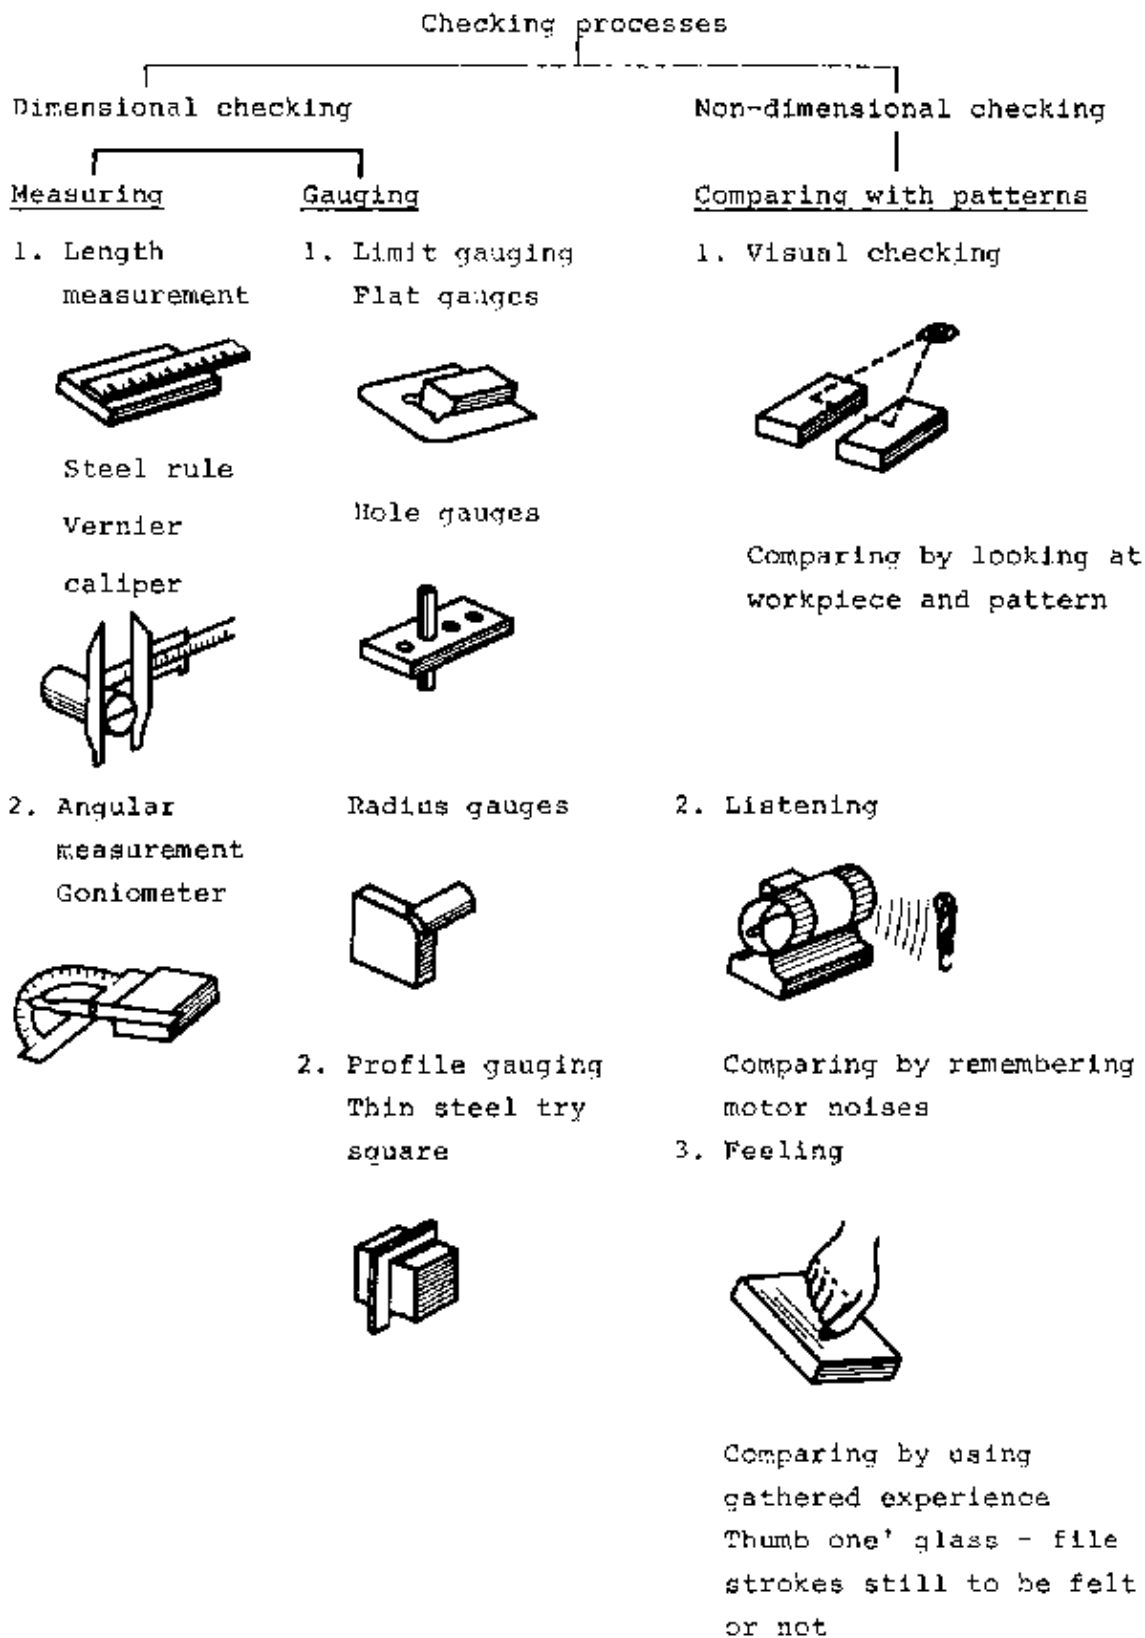 Checking processes
Dimensional checking
Non-dimensional checking
Measuring
Gauging
Comparing with patterns
1. Length
measurement
Steel rule
Vernier
caliper
2. Angular
measurement
Goniometer
1. Limit gauging
Flat gauges
Hole gauges
Radius gauges
2. Profile gauging
Thin steel try
square
1. Visual checking
Comparing by looking at
workpiece and pattern
2. Listening
Comparing by remembering
motor noises
3. Feeling
Comparing by using
gathered experience
Thumb one' glass - file
strokes still to be felt
or not